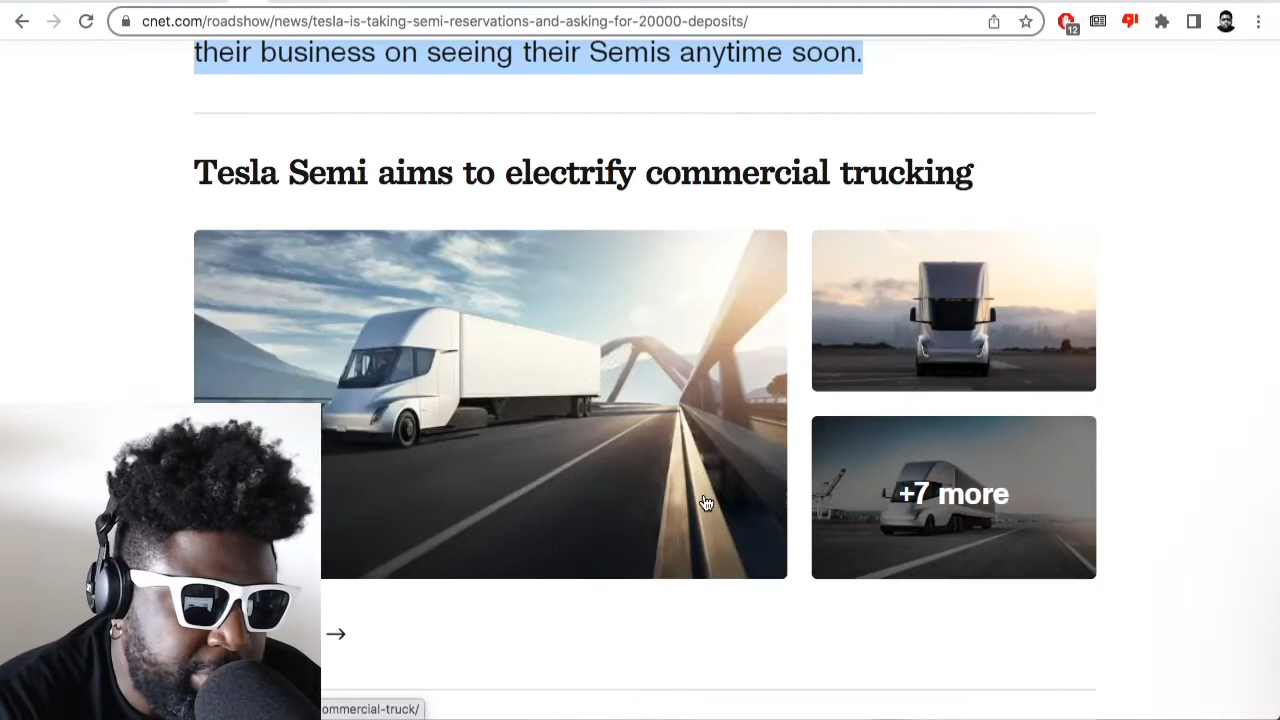 cnet.com/roadshow/news/tesla-is-taking-semi-reservations-and-asking-for-20000-deposits/
12
their business on seeing their Semis anytime soon.
Tesla Semi aims to electrify commercial trucking
+7 more
→
ommercial-truck/